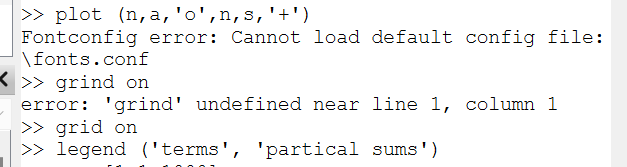 >> plot (n,a,'o',n,s,'+')
Fontconfig error: Cannot load default config file:
\fonts.conf
>> grind on
error: 'grind' undefined near line 1, column 1
>> grid on
>> legend ('terms', 'partical sums')